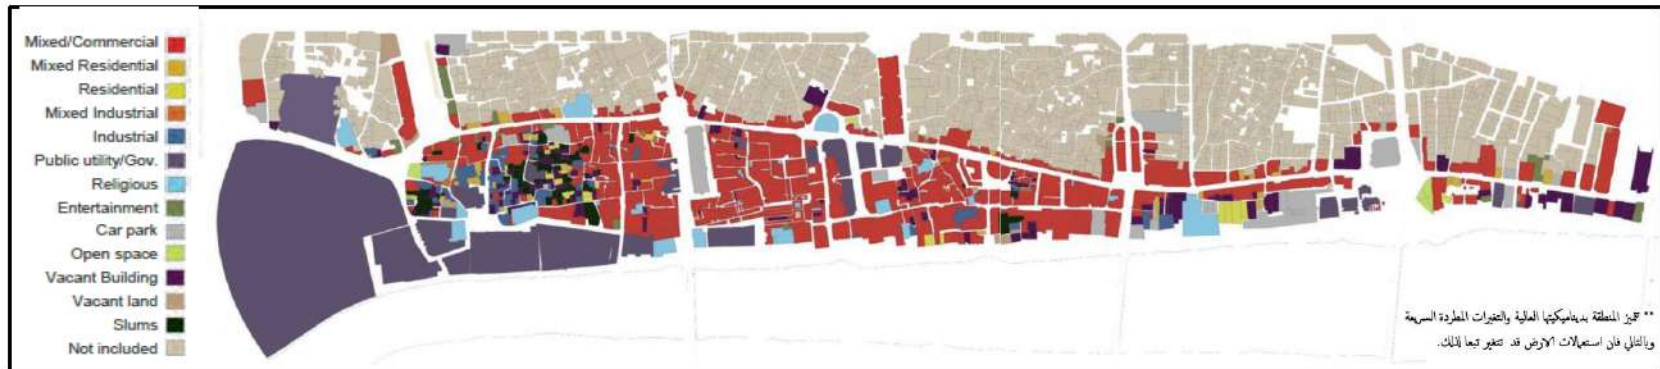 Mixed/Commercial
Mixed Residential
Residential
Mixed Industrial
Industrial
Public utility/Gov.
Religious
Entertainment
Car park
Open space
Vacant Building
Vacant land
Slums
Not included
** تتميز المنطقة بديناميكيتها العالية والتغيرات المطردة السريعة
وبالتالي فان استعمالات الارض قد تتغير تبعا لذلك.